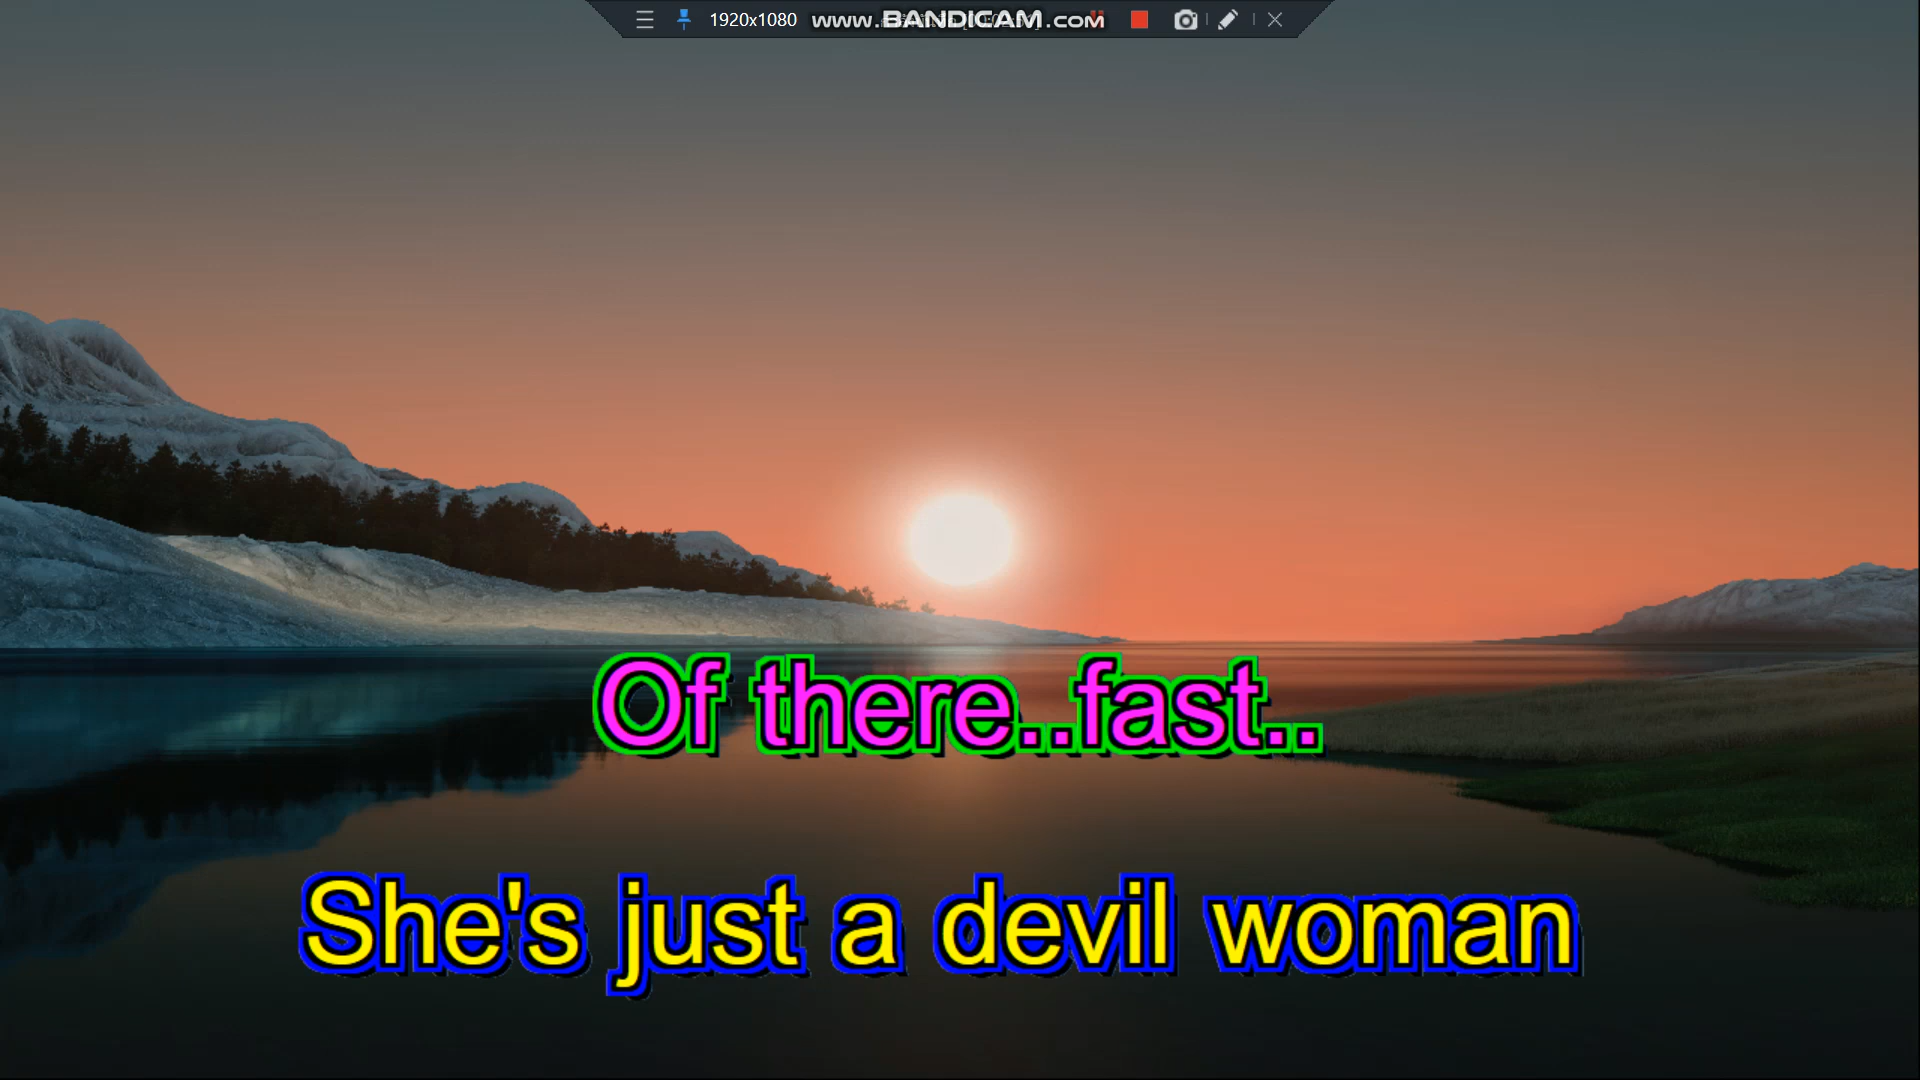 1920x1080 www.BANDICAM.com
Of there..fast..
She's just a devil woman